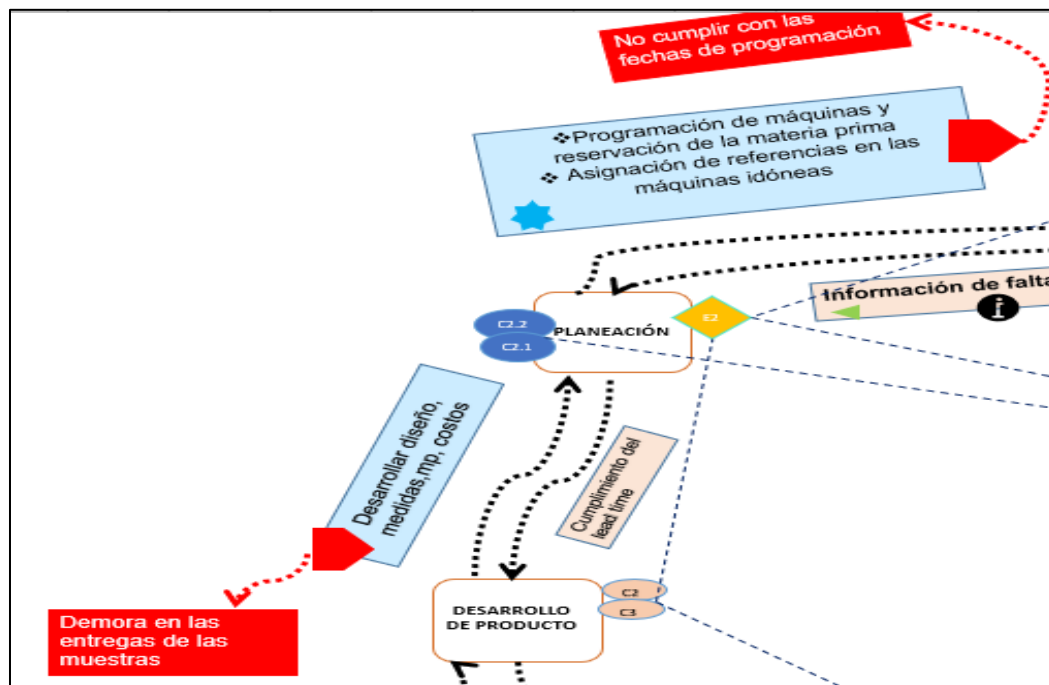 No cumplir con las
fechas de programación
❖Programación de máquinas y
reservación de la materia prima
❖ Asignación de referencias en las
máquinas idóneas
Información de falta
C2.2
C2.1
PLANEACIÓN
E2
Desarrollar diseño,
medidas,mp, costos
Cumplimiento del
lead time
DESARROLLO
DE PRODUCTO
C2
C3
Demora en las
entregas de las
muestras